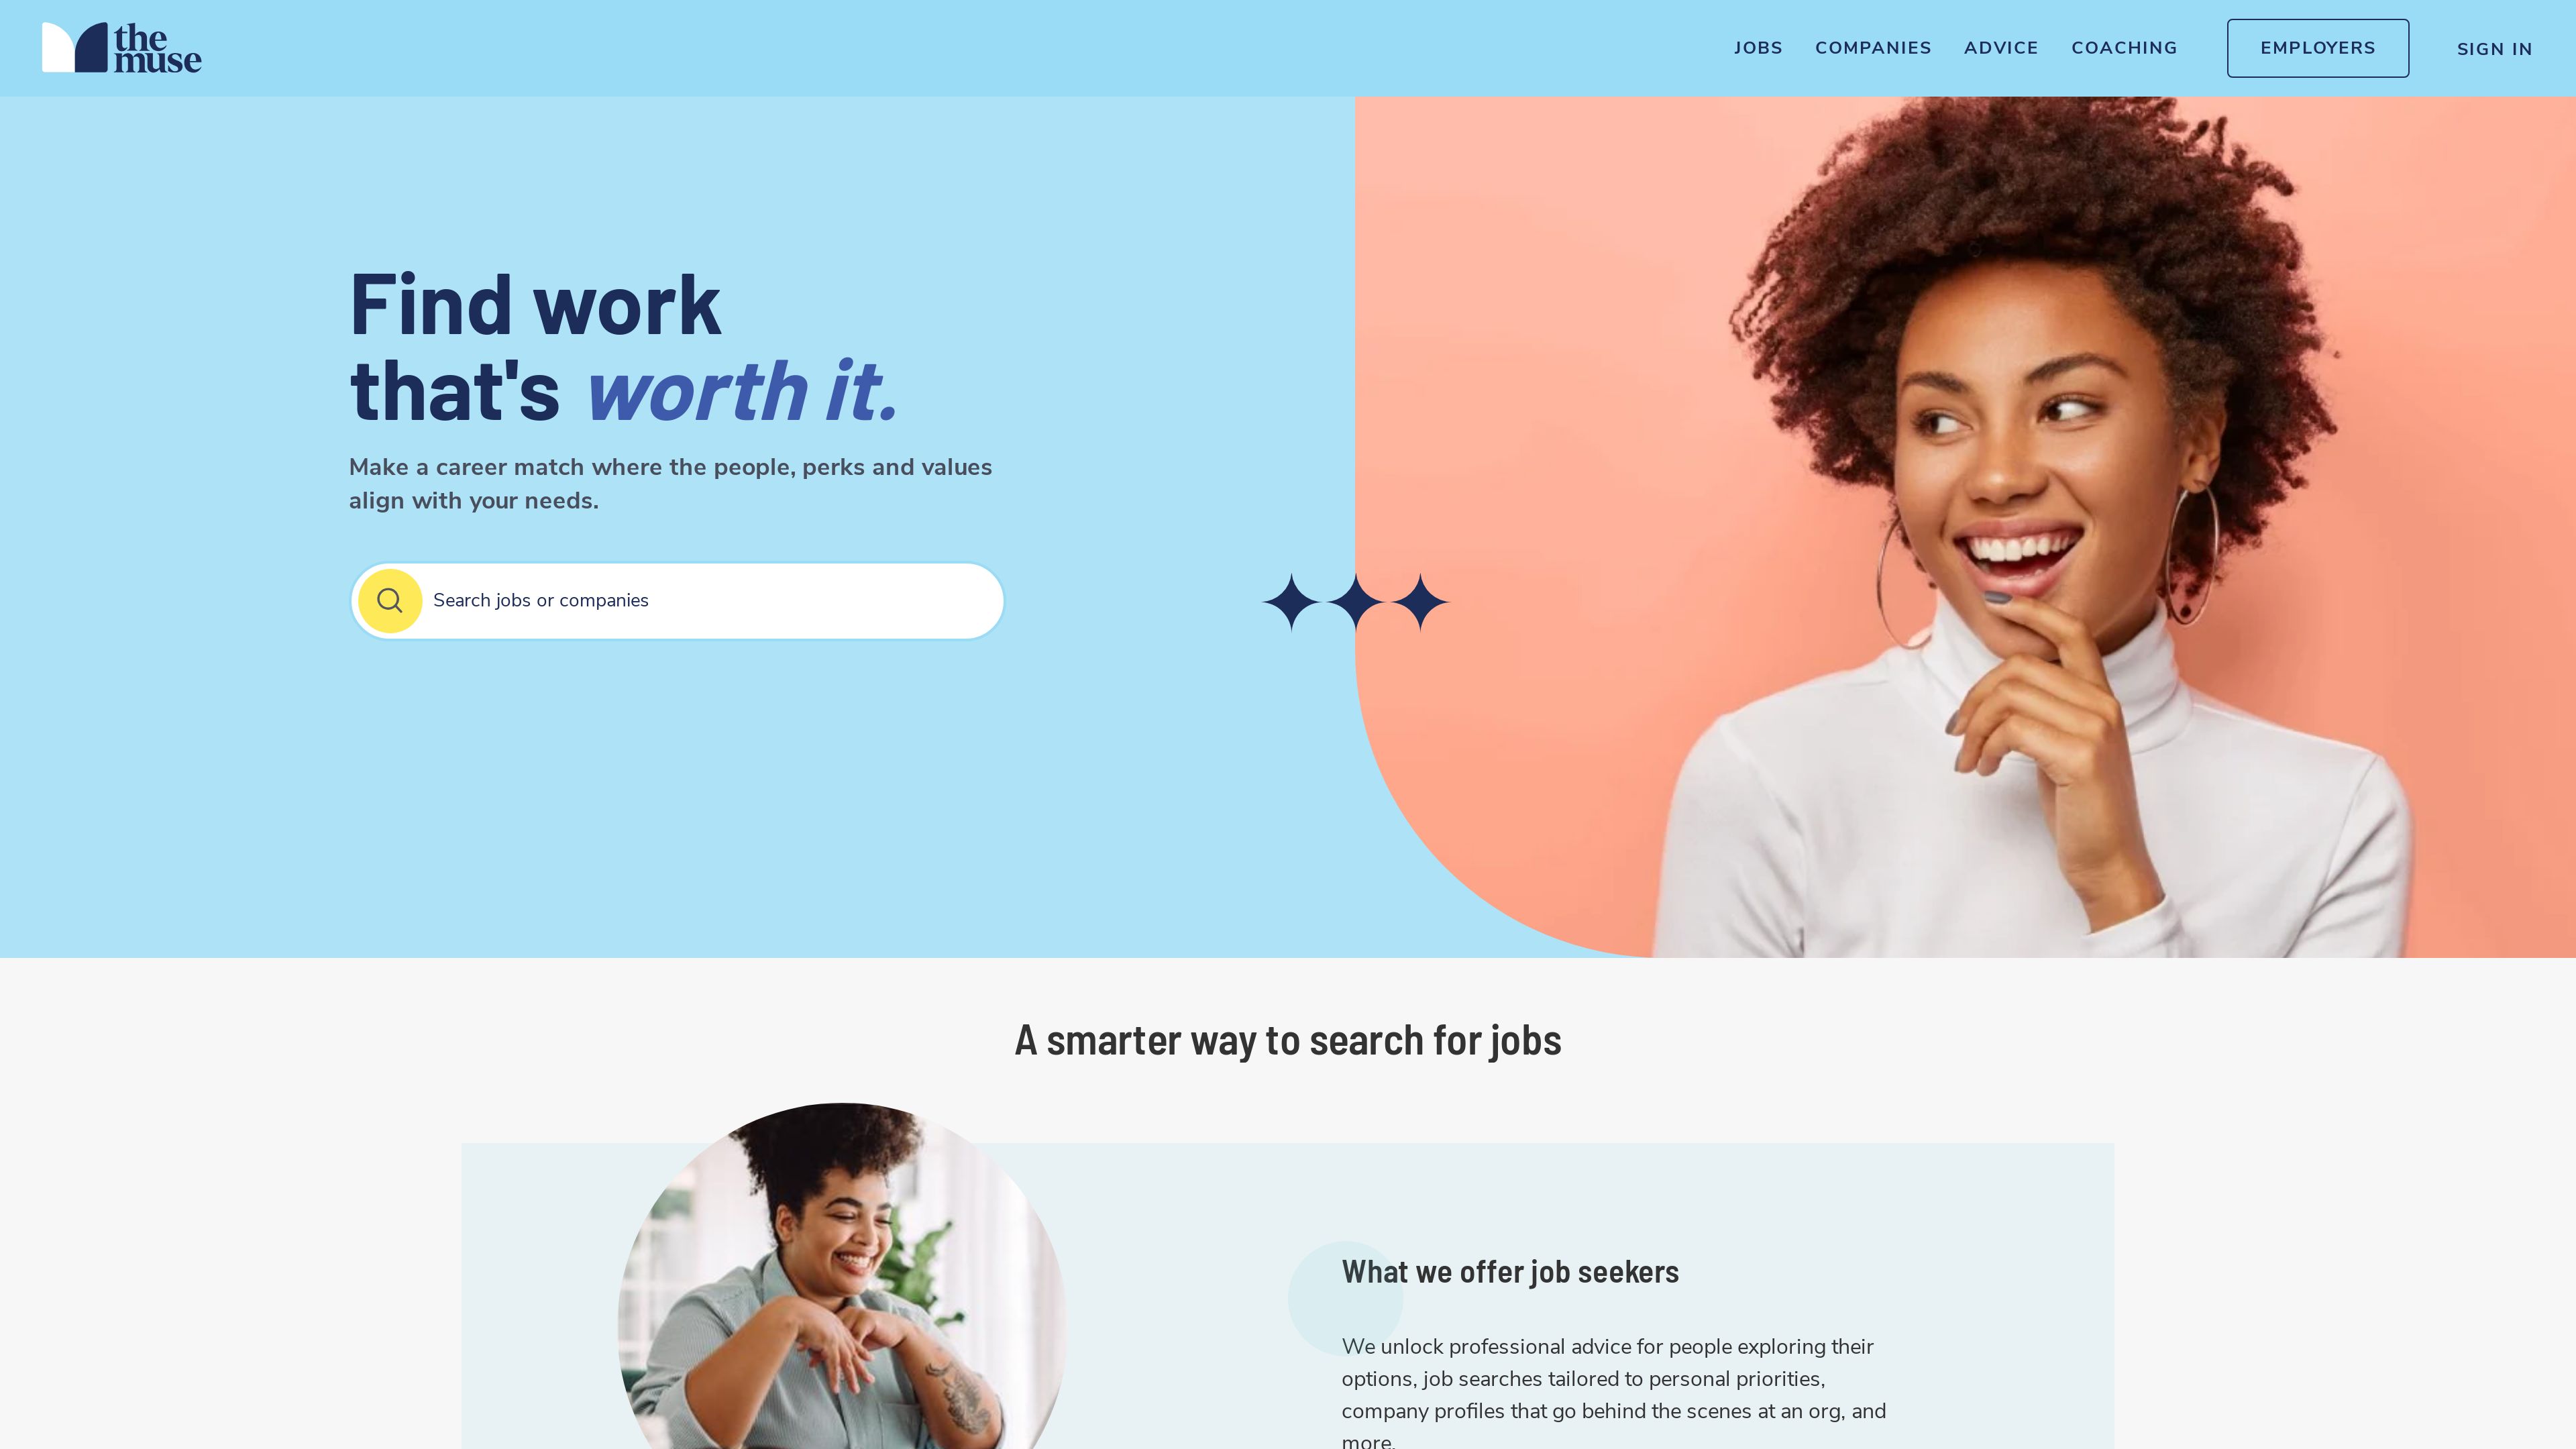 the
muse
JOBS
COMPANIES
ADVICE
COACHING
EMPLOYERS
SIGN IN
Find work
that's worth it.
Make a career match where the people, perks and values
align with your needs.
Search jobs or companies
A smarter way to search for jobs
What we offer job seekers
We unlock professional advice for people exploring their
options, job searches tailored to personal priorities,
company profiles that go behind the scenes at an org, and
more.